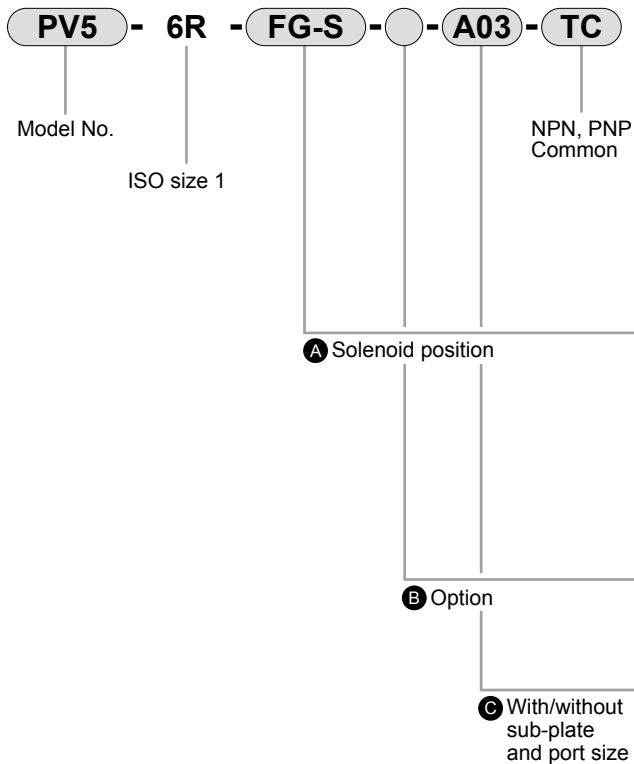 PV5 - 6R - FG-S - - A03 - TC
Model No.
NPN, PNP
Common
ISO size 1
A Solenoid position
B Option
C With/without
sub-plate
and port size